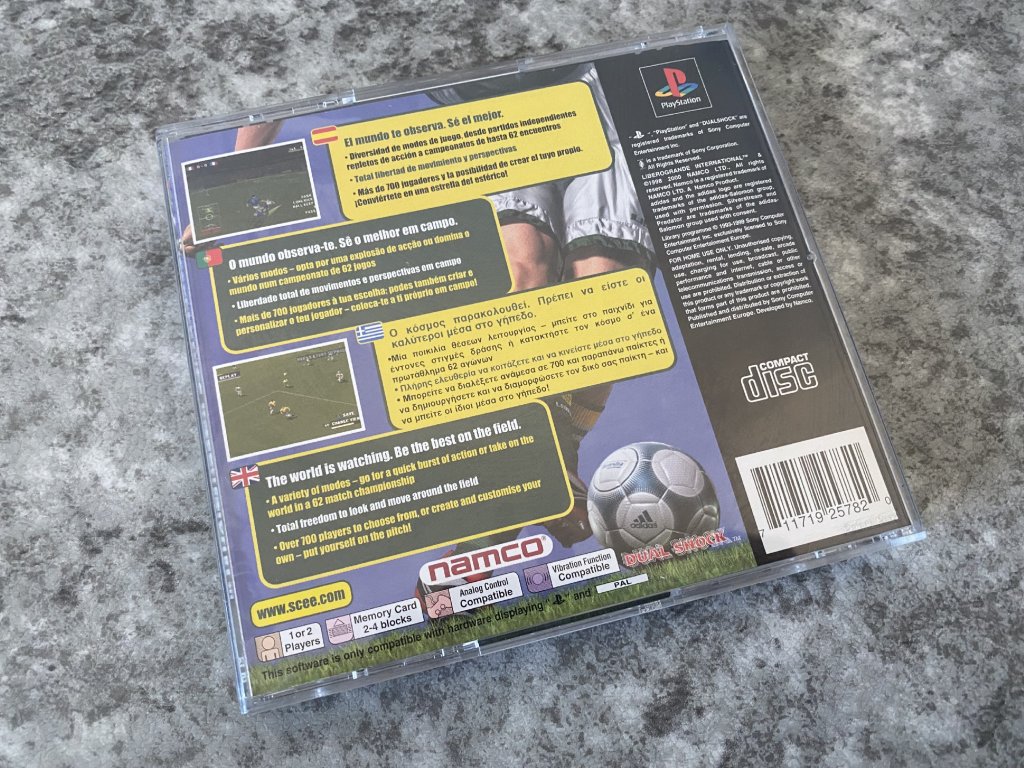 El mundo te observa. Sé el mejor.
• Diversidad de modos de juego, desde partidos independientes
repletos de acción a campeonatos de hasta 62 encuentros
• Total libertad de movimiento y perspectivas
• Más de 700 jugadores y la posibilidad de crear el tuyo propio.
¡Conviértete en una estrella del esférico!
O mundo observa-te. Sê o melhor em campo.
• Vários modos – opta por uma explosão de acção ou domina o
mundo num campeonato de 62 jogos
• Liberdade total de movimentos e perspectivas em campo
• Mais de 700 jogadores à tua escolha; podes também criar e
personalizar o teu jogador – coloca-te a ti próprio em campo!
Ο κόσμος παρακολουθεί. Πρέπει να είστε οι
καλύτεροι μέσα στο γήπεδο.
• Μια ποικιλία θέσεων λειτουργίας – μπείτε στο παιχνίδι για
έντονες στιγμές δράσης ή κατακτήστε τον κόσμο σ' ένα
πρωτάθλημα 62 αγώνων
• Πλήρης ελευθερία να κοιτάζετε και να κινείστε μέσα στο γήπεδο
• Μπορείτε να διαλέξετε ανάμεσα σε 700 και παραπάνω παίκτες ή
να δημιουργήσετε και να διαμορφώσετε τον δικό σας παίκτη – και
να μπείτε οι ίδιοι μέσα στο γήπεδο!
REPLAY
The world is watching. Be the best on the field.
• A variety of modes – go for a quick burst of action or take on the
world in a 62 match championship
• Total freedom to look and move around the field
• Over 700 players to choose from, or create and customise your
own – put yourself on the pitch!
adidas
namco®
DUAL SHOCK™
www.scee.com
1 or 2
Players
Memory Card
2-4 blocks
Analog Control
Compatible
Vibration Function
Compatible
This software is only compatible with hardware displaying " " and PAL
PlayStation
" ", "PlayStation" and "DUALSHOCK" are
registered trademarks of Sony Computer
Entertainment Inc.
is a trademark of Sony Corporation.
All Rights Reserved.
LIBEROGRANDE INTERNATIONAL™ &
©1998 2000 NAMCO LTD. All rights
reserved. Namco is a registered trademark of
NAMCO LTD. A Namco Product.
adidas and the adidas logo are registered
trademarks of the adidas-Salomon group,
used with permission. Silverstream and
Predator are trademarks of the adidas-
Salomon group used with consent.
Library programme © 1993-1999 Sony Computer
Entertainment Inc. exclusively licensed to Sony
Computer Entertainment Europe.
FOR HOME USE ONLY. Unauthorised copying,
adaptation, rental, lending, re-sale, arcade
use, charging for use, broadcast, public
performance and internet, cable or other
telecommunications transmission, access or
use are prohibited. Distribution or extraction of
this product or any trademark or copyright work
that forms part of this product are prohibited.
Published and distributed by Sony Computer
Entertainment Europe. Developed by Namco.
COMPACT
disc
7 11719 25782 0